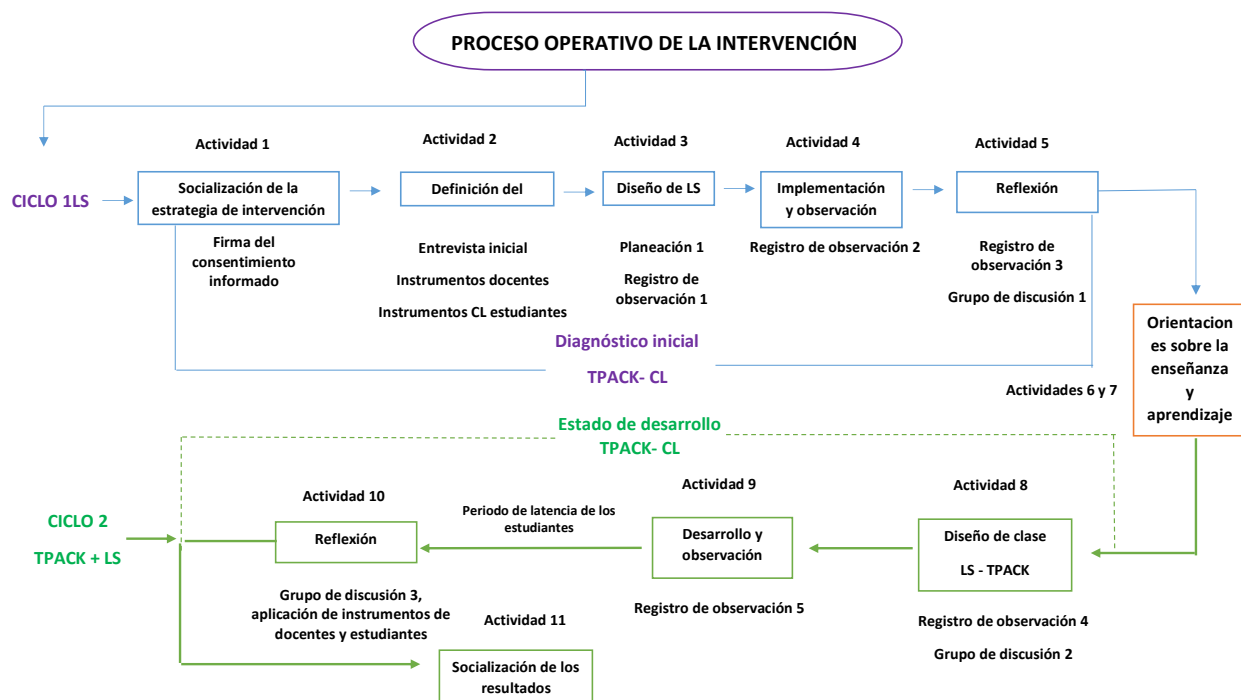 PROCESO OPERATIVO DE LA INTERVENCIÓN
Actividad 1
Actividad 2
Actividad 3
Actividad 4
Actividad 5
CICLO 1LS
Socialización de la
estrategia de intervención
Definición del
Diseño de LS
Implementación
y observación
Reflexión
Firma del
consentimiento
informado
Entrevista inicial
Instrumentos docentes
Instrumentos CL estudiantes
Planeación 1
Registro de
observación 1
Registro de observación 2
Registro de
observación 3
Grupo de discusión 1
Diagnóstico inicial
TPACK- CL
Orientacion
es sobre la
enseñanza
y
aprendizaje
Actividades 6 y 7
Estado de desarrollo
TPACK- CL
Actividad 10
Actividad 9
Actividad 8
CICLO 2
TPACK + LS
Reflexión
Periodo de latencia de los
estudiantes
Desarrollo y
observación
Diseño de clase
LS - TPACK
Grupo de discusión 3,
aplicación de instrumentos de
docentes y estudiantes
Registro de observación 5
Registro de observación 4
Grupo de discusión 2
Actividad 11
Socialización de los
resultados